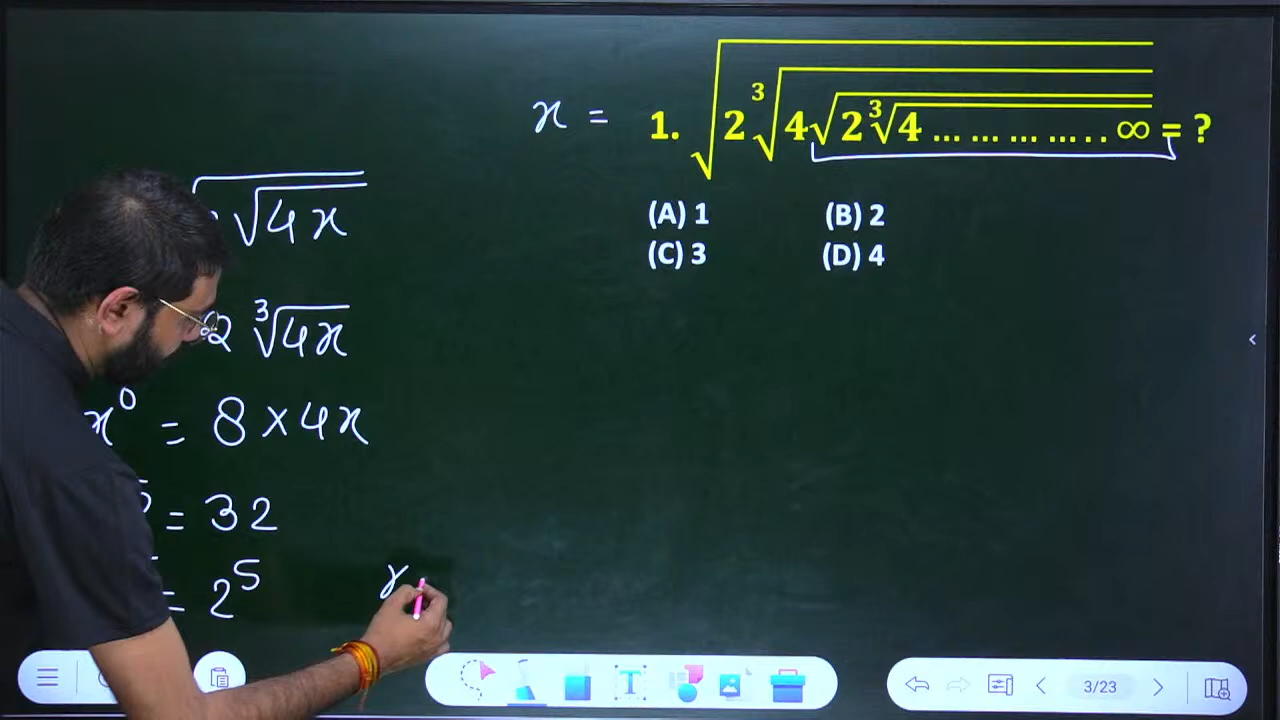 x = 1. √2 ∛4√2 ∛4 ... ... ... ..... ∞ = ?
(A) 1 (B) 2
(C) 3 (D) 4
√4x
2 ∛4x
x⁰ = 8 × 4x
5 = 32
= 2⁵
3/23
T